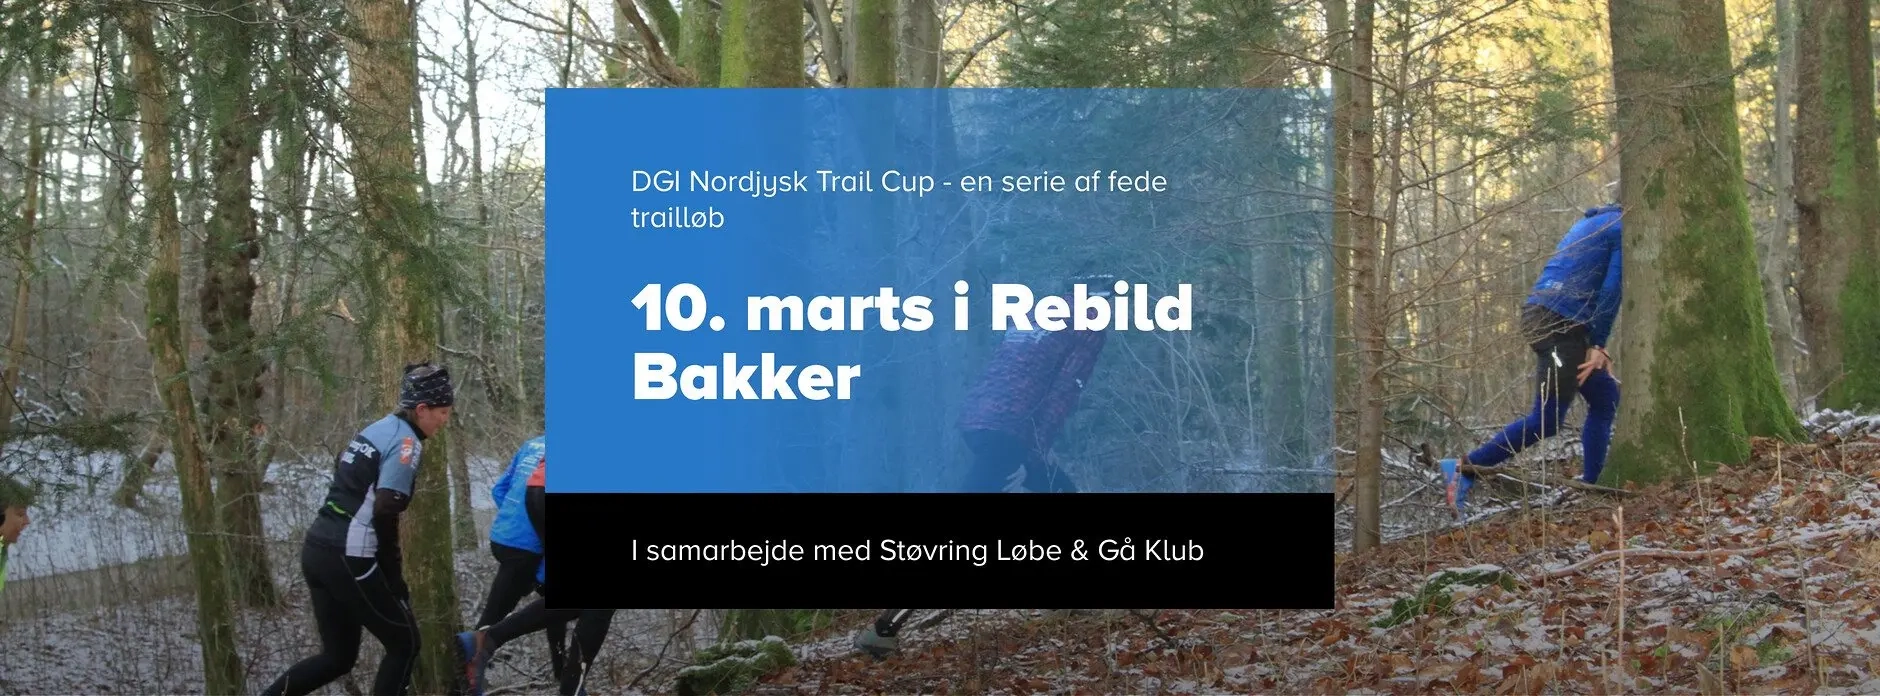 DGI Nordjysk Trail Cup - en serie af fede
trailløb
10. marts i Rebild
Bakker
I samarbejde med Støvring Løbe & Gå Klub